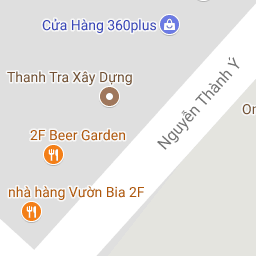 Cửa Hàng 360plus
Thanh Tra Xây Dựng
Nguyễn Thành Ý
2F Beer Garden
nhà hàng Vườn Bia 2F